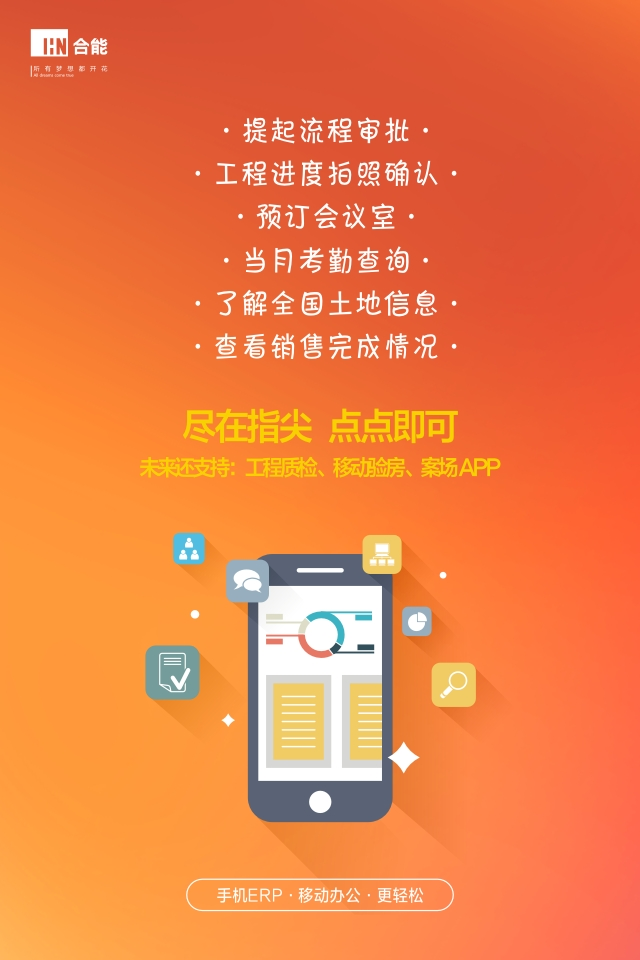 HN 合能
所有梦想都开花
All dreams come true
·提起流程审批·
·工程进度拍照确认·
·预订会议室·
·当月考勤查询·
·了解全国土地信息·
·查看销售完成情况·
尽在指尖 点点即可
未来还支持：工程质检、移动验房、案场APP
手机ERP·移动办公·更轻松